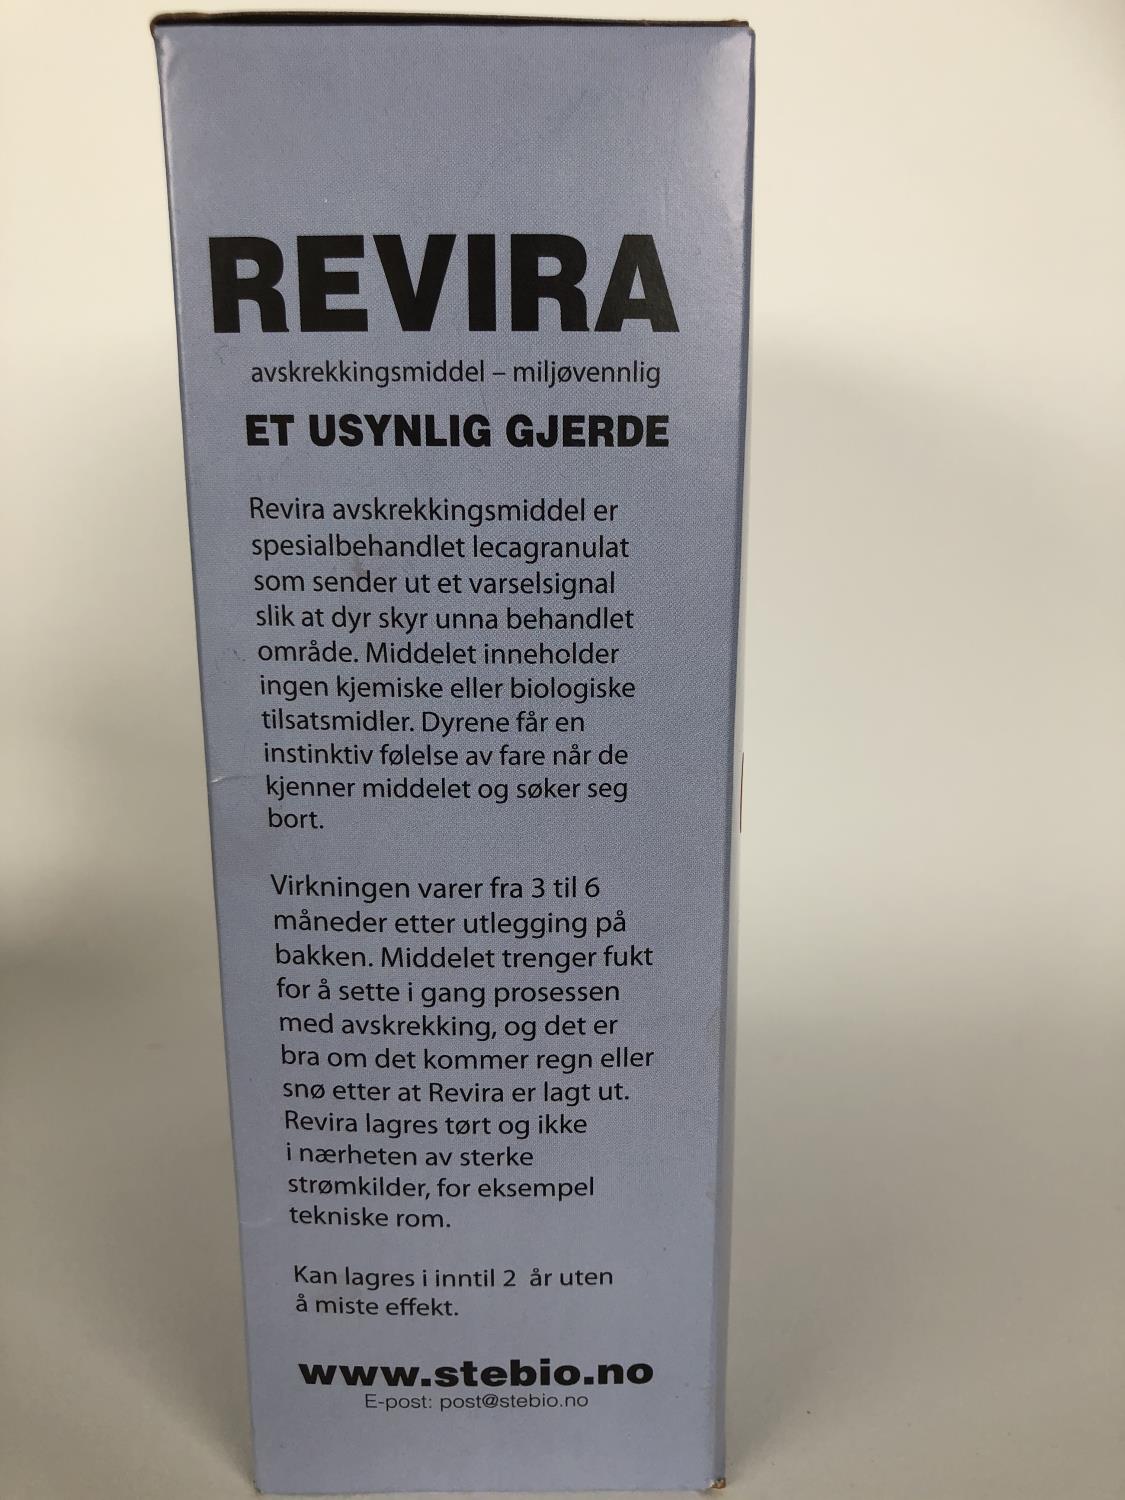 REVIRA
avskrekkingsmiddel – miljøvennlig
ET USYNLIG GJERDE
Revira avskrekkingsmiddel er
spesialbehandlet lecagranulat
som sender ut et varselsignal
slik at dyr skyr unna behandlet
område. Middelet inneholder
ingen kjemiske eller biologiske
tilsatsmidler. Dyrene får en
instinktiv følelse av fare når de
kjenner middelet og søker seg
bort.
Virkningen varer fra 3 til 6
måneder etter utlegging på
bakken. Middelet trenger fukt
for å sette i gang prosessen
med avskrekking, og det er
bra om det kommer regn eller
snø etter at Revira er lagt ut.
Revira lagres tørt og ikke
i nærheten av sterke
strømkilder, for eksempel
tekniske rom.
Kan lagres i inntil 2 år uten
å miste effekt.
www.stebio.no
E-post: post@stebio.no